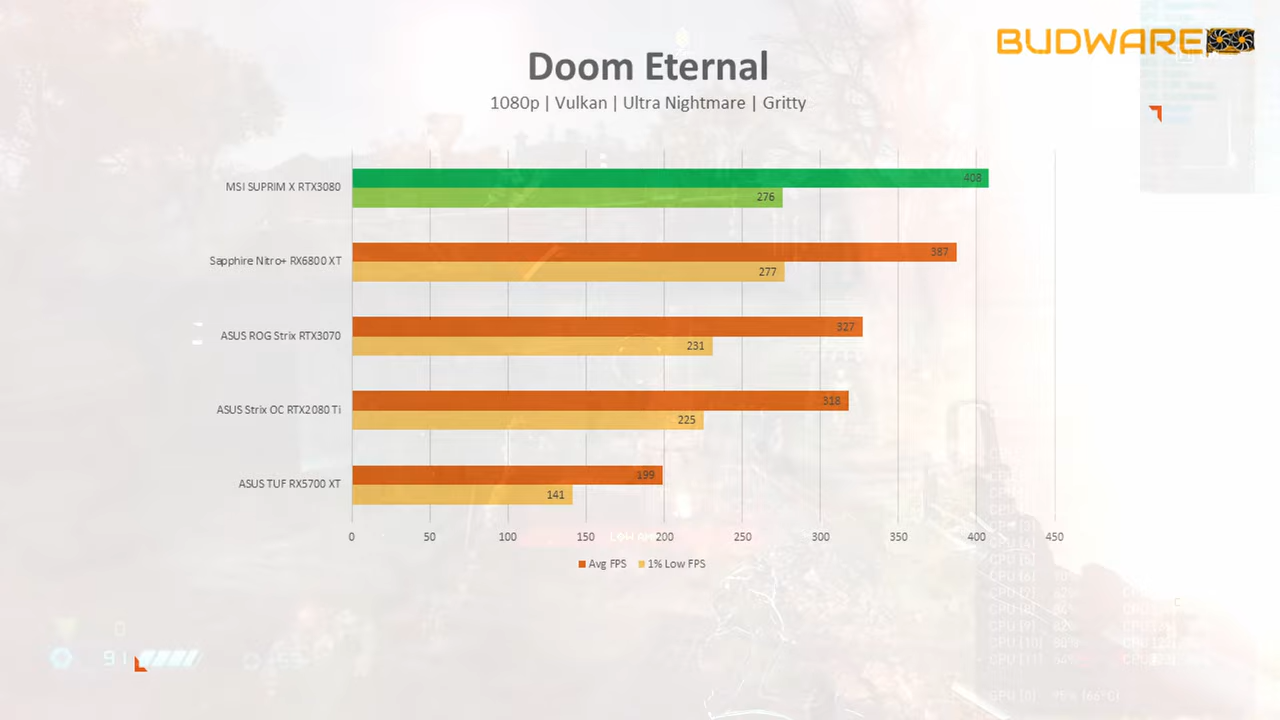 BUDWARE
Doom Eternal
1080p | Vulkan | Ultra Nightmare | Gritty
MSI SUPRIM X RTX3080
408
276
Sapphire Nitro+ RX6800 XT
387
277
ASUS ROG Strix RTX3070
327
231
ASUS Strix OC RTX2080 Ti
318
225
ASUS TUF RX5700 XT
199
141
0 50 100 150 200 250 300 350 400 450
Avg FPS 1% Low FPS
91